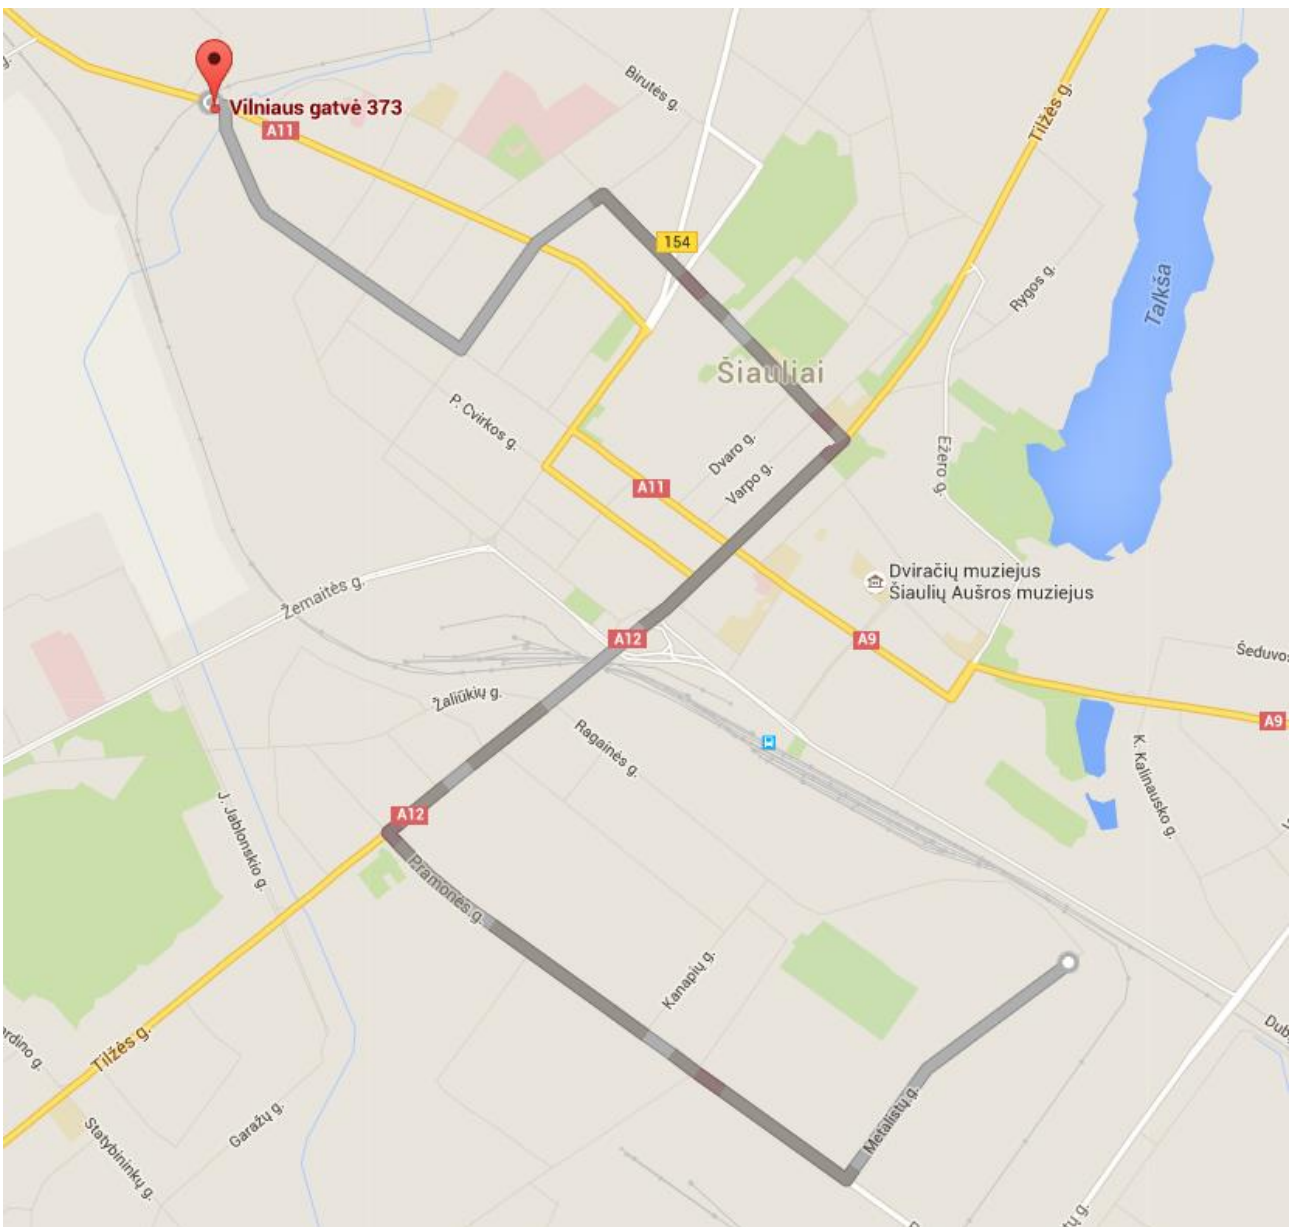 Birutės g.
Vilniaus gatvė 373
A11
Tilžės g.
154
Rygos g.
Talkša
Šiauliai
P. Cvirkos g.
Dvaro g.
Ežero g.
Varpo g.
A11
Dviračių muziejus
Šiaulių Aušros muziejus
Žemaitės g.
A12
A9
Žaliūkių g.
A9
Ragainės g.
K. Kalinausko g.
J. Jablonskio g.
A12
Pramonės g.
Kanapių g.
Tilžės g.
Metalistų g.
Garažų g.
Statybininkų g.